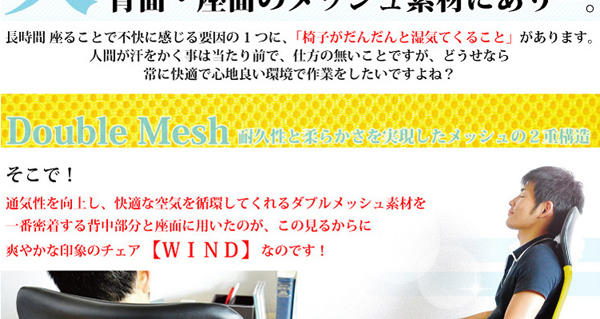 背面・座面のメッシュ素材にあり 。
長時間 座ることで不快に感じる要因の1つに、「椅子がだんだんと湿気てくること」があります。
人間が汗をかく事は当たり前で、仕方の無いことですが、どうせなら
常に快適で心地良い環境で作業をしたいですよね？
Double Mesh 耐久性と柔らかさを実現したメッシュの2重構造
そこで！
通気性を向上し、快適な空気を循環してくれるダブルメッシュ素材を
一番密着する背中部分と座面に用いたのが、この見るからに
爽やかな印象のチェア【ＷＩＮＤ】なのです！